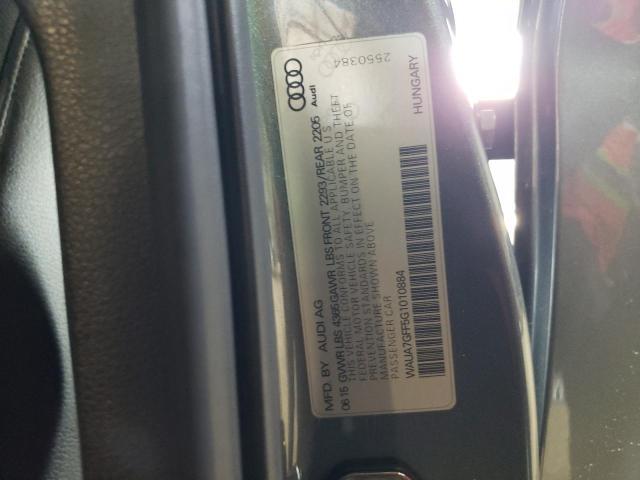 MFD. BY AUDI AG
06.15 GVWR LBS 4365 GAWR LBS FRONT 2293/REAR 2205
THIS VEHICLE CONFORMS TO ALL APPLICABLE U S
FEDERAL MOTOR VEHICLE SAFETY, BUMPER AND THEFT
PREVENTION STANDARDS IN EFFECT ON THE DATE OF
MANUFACTURE SHOWN ABOVE
PASSENGER CAR
WAUA7GFF5G1010884
HUNGARY
Audi
2550384